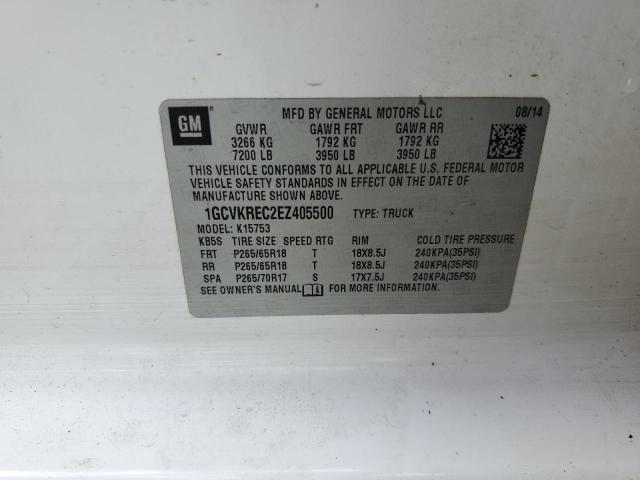 GM
MFD BY GENERAL MOTORS LLC 08/14
GVWR GAWR FRT GAWR RR
3266 KG 1792 KG 1792 KG
7200 LB 3950 LB 3950 LB
THIS VEHICLE CONFORMS TO ALL APPLICABLE U.S. FEDERAL MOTOR
VEHICLE SAFETY STANDARDS IN EFFECT ON THE DATE OF
MANUFACTURE SHOWN ABOVE.
1GCVKREC2EZ405500 TYPE: TRUCK
MODEL: K15753
KB5S TIRE SIZE SPEED RTG RIM COLD TIRE PRESSURE
FRT P265/65R18 T 18X8.5J 240KPA(35PSI)
RR P265/65R18 T 18X8.5J 240KPA(35PSI)
SPA P265/70R17 S 17X7.5J 240KPA(35PSI)
SEE OWNER'S MANUAL FOR MORE INFORMATION.